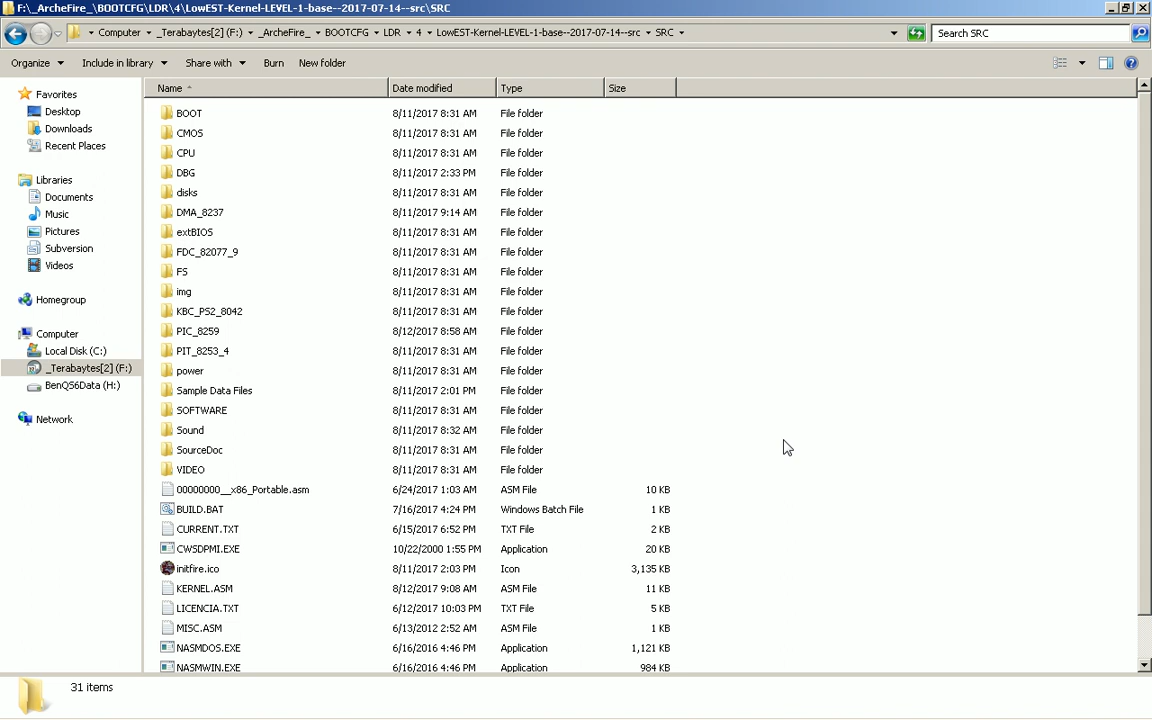 F:\_ArcheFire_\BOOTCFG\LDR\4\LowEST-Kernel-LEVEL-1-base--2017-07-14--src\SRC
Computer _Terabaytes[2] (F:) _ArcheFire_ BOOTCFG LDR 4 LowEST-Kernel-LEVEL-1-base--2017-07-14--src SRC Search SRC
Organize Include in library Share with Burn New folder
Name Date modified Type Size
Favorites
Desktop
Downloads
Recent Places
Libraries
Documents
Music
Pictures
Subversion
Videos
Homegroup
Computer
Local Disk (C:)
_Terabaytes[2] (F:)
BenQS6Data (H:)
Network
BOOT 8/11/2017 8:31 AM File folder
CMOS 8/11/2017 8:31 AM File folder
CPU 8/11/2017 8:31 AM File folder
DBG 8/11/2017 2:33 PM File folder
disks 8/11/2017 8:31 AM File folder
DMA_8237 8/11/2017 9:14 AM File folder
extBIOS 8/11/2017 8:31 AM File folder
FDC_82077_9 8/11/2017 8:31 AM File folder
FS 8/11/2017 8:31 AM File folder
img 8/11/2017 8:31 AM File folder
KBC_PS2_8042 8/11/2017 8:31 AM File folder
PIC_8259 8/12/2017 8:58 AM File folder
PIT_8253_4 8/11/2017 8:31 AM File folder
power 8/11/2017 8:31 AM File folder
Sample Data Files 8/11/2017 2:01 PM File folder
SOFTWARE 8/11/2017 8:31 AM File folder
Sound 8/11/2017 8:32 AM File folder
SourceDoc 8/11/2017 8:31 AM File folder
VIDEO 8/11/2017 8:31 AM File folder
00000000__x86_Portable.asm 6/24/2017 1:03 AM ASM File 10 KB
BUILD.BAT 7/16/2017 4:24 PM Windows Batch File 1 KB
CURRENT.TXT 6/15/2017 6:52 PM TXT File 2 KB
CWSDPMI.EXE 10/22/2000 1:55 PM Application 20 KB
initfire.ico 8/11/2017 2:03 PM Icon 3,135 KB
KERNEL.ASM 8/12/2017 9:08 AM ASM File 11 KB
LICENCIA.TXT 6/12/2017 10:03 PM TXT File 5 KB
MISC.ASM 6/13/2012 2:52 AM ASM File 1 KB
NASMDOS.EXE 6/16/2016 4:46 PM Application 1,121 KB
NASMWIN.EXE 6/16/2016 4:46 PM Application 984 KB
31 items